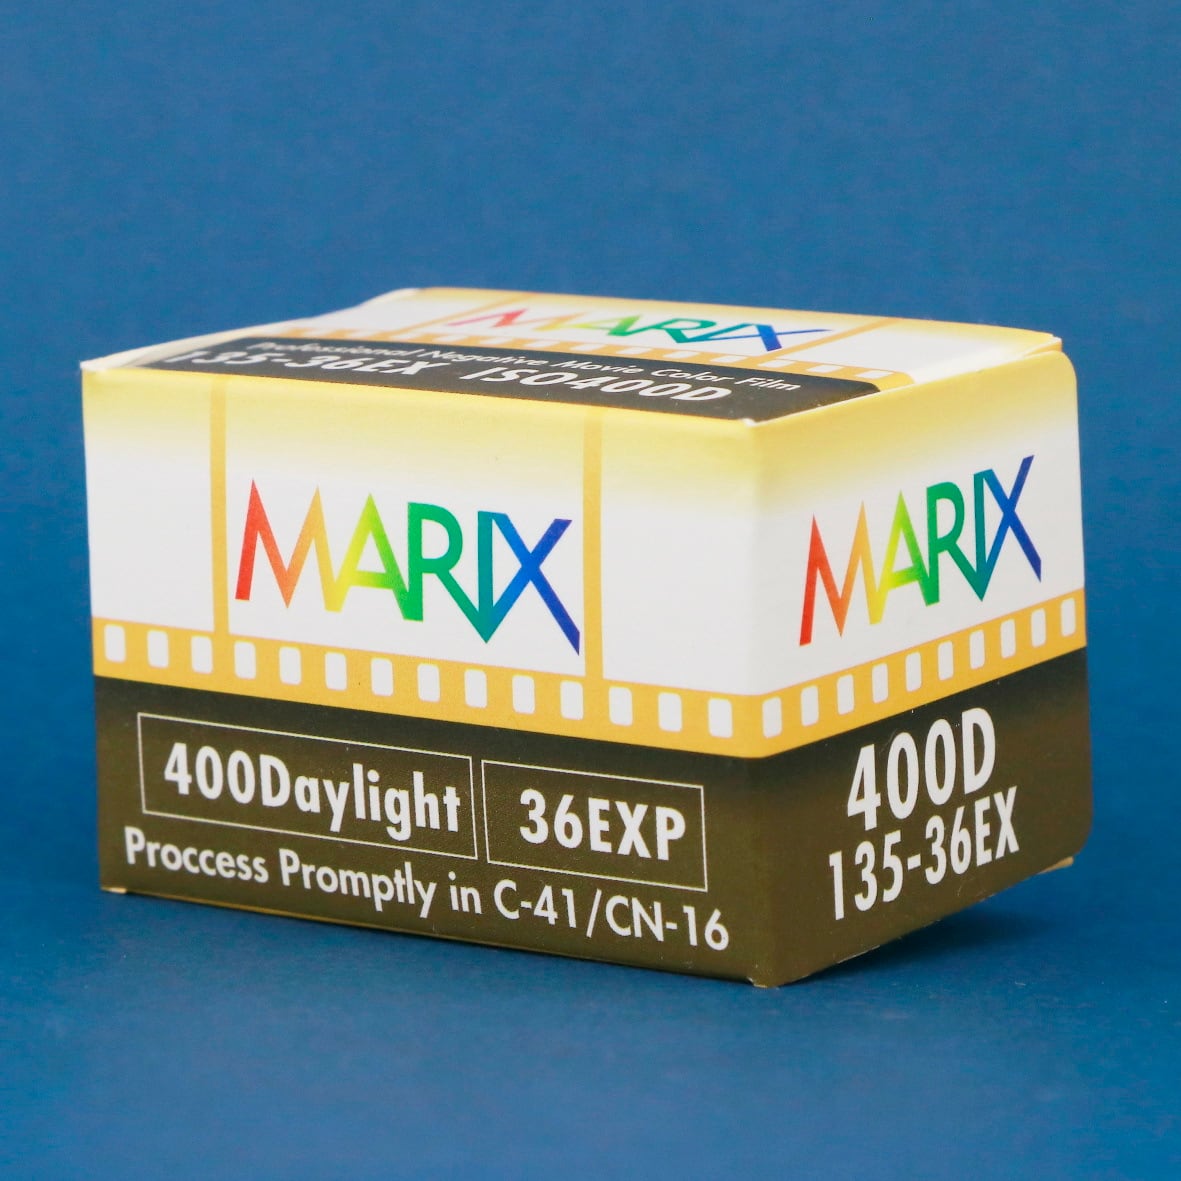 MARIX
Professional Negative Movie Color Film
135-36EX ISO400D
MARIX
400Daylight
36EXP
Proccess Promptly in C-41/CN-16
MARIX
400D
135-36EX